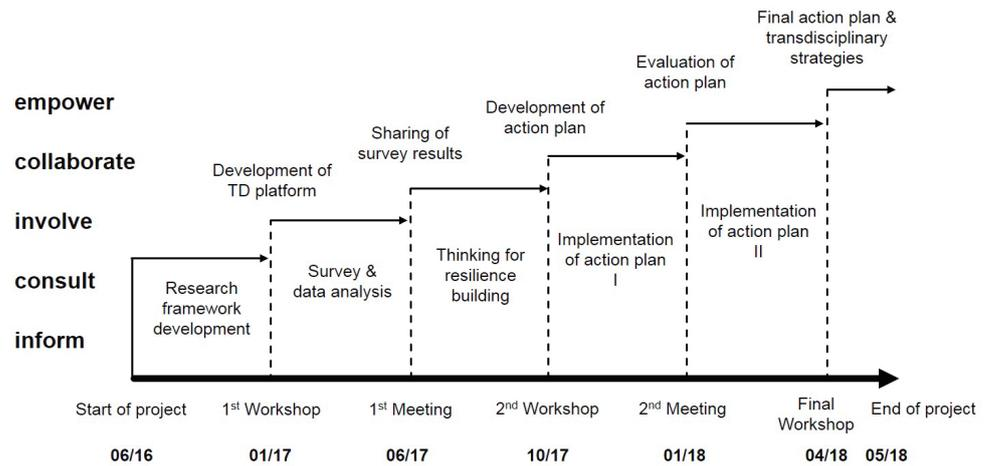 Final action plan &
transdisciplinary
strategies
Evaluation of
action plan
empower
Development of
action plan
Sharing of
survey results
collaborate
Development of
TD platform
involve
Implementation
of action plan
II
Implementation
of action plan
I
Thinking for
resilience
building
consult
Survey &
data analysis
Research
framework
development
inform
Start of project
1st Workshop
1st Meeting
2nd Workshop
2nd Meeting
Final
Workshop
End of project
06/16
01/17
06/17
10/17
01/18
04/18
05/18